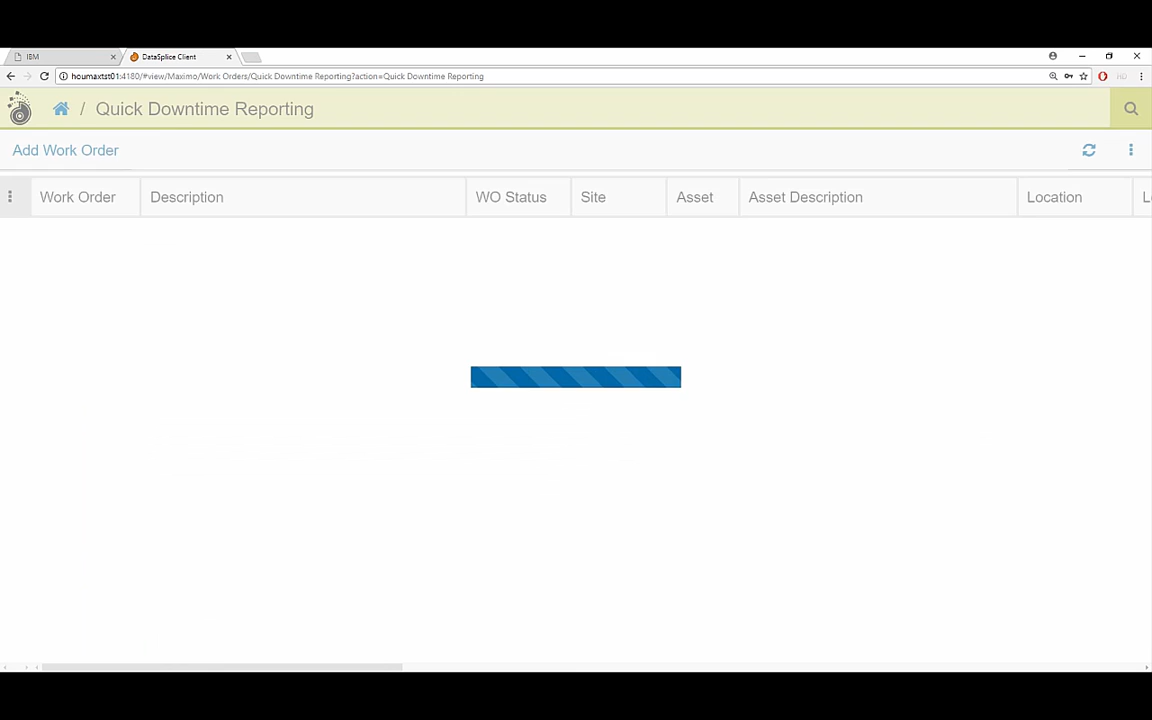 IBM
DataSplice Client
houmaxtst01:4180/#view/Maximo/Work Orders/Quick Downtime Reporting?action=Quick Downtime Reporting
/ Quick Downtime Reporting
Add Work Order
Work Order Description WO Status Site Asset Asset Description Location